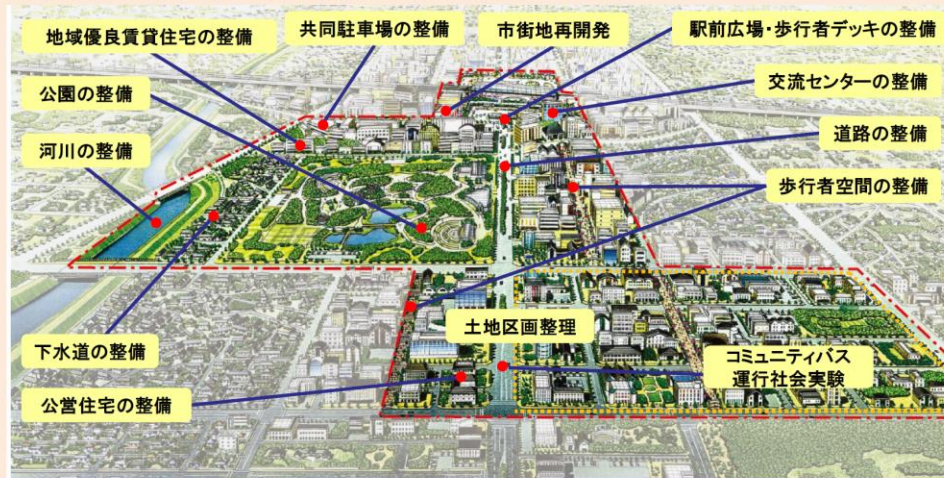 地域優良賃貸住宅の整備
共同駐車場の整備
市街地再開発
駅前広場・歩行者デッキの整備
公園の整備
交流センターの整備
河川の整備
道路の整備
歩行者空間の整備
土地区画整理
下水道の整備
コミュニティバス
運行社会実験
公営住宅の整備